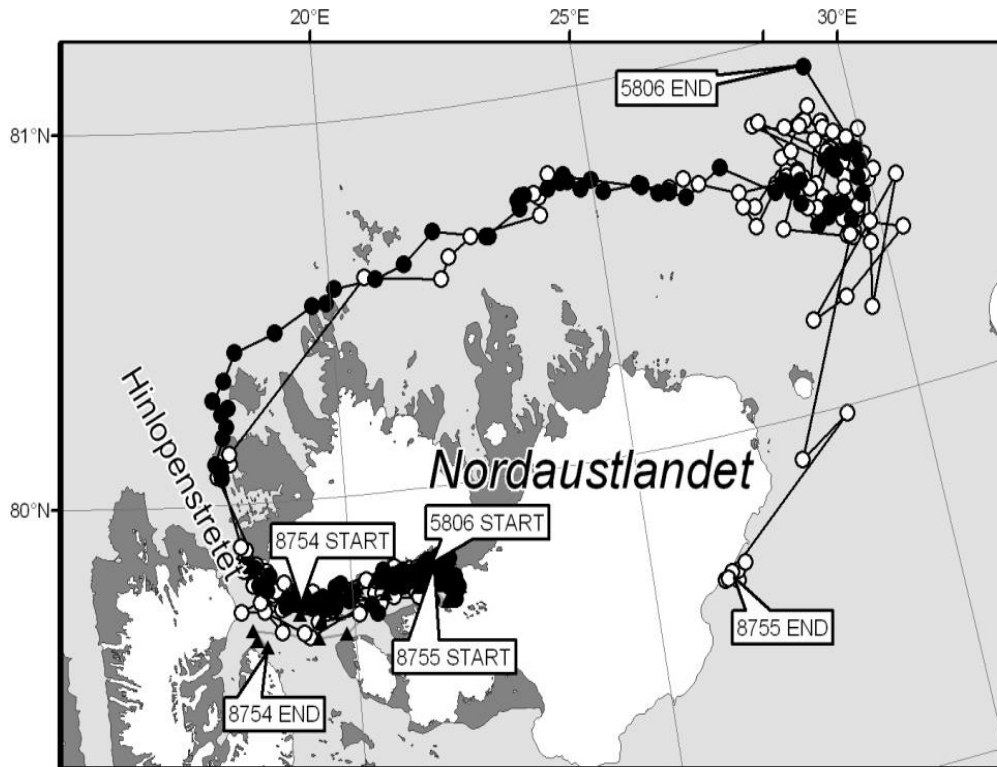 20°E
25°E
30°E
5806 END
81°N
Hinlopenstretet
Nordaustlandet
80°N
5806 START
8754 START
8755 END
8755 START
8754 END